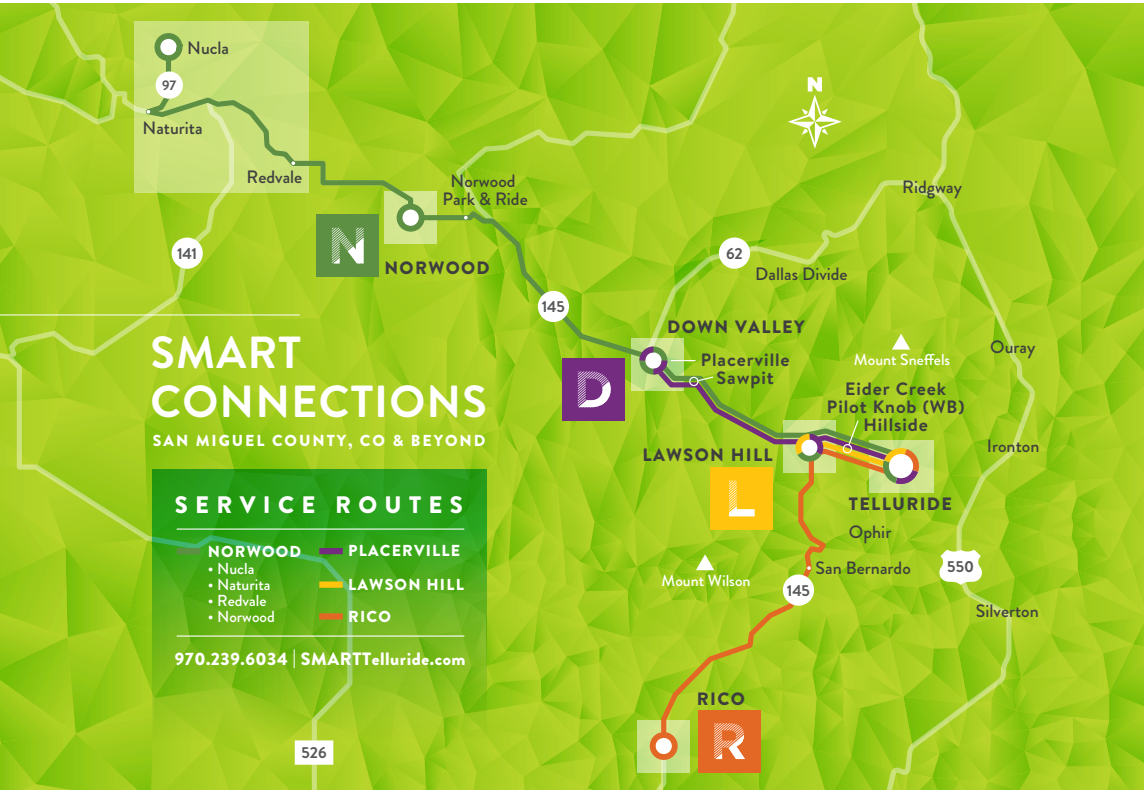 Nucla
97
Naturita
Redvale
Norwood
Park & Ride
N
NORWOOD
141
145
N
Ridgway
62
Dallas Divide
DOWN VALLEY
Placerville
Sawpit
D
Mount Sneffels
Ouray
Eider Creek
Pilot Knob (WB)
Hillside
Ironton
LAWSON HILL
L
TELLURIDE
Ophir
San Bernardo
550
Mount Wilson
145
Silverton
RICO
R
SMART
CONNECTIONS
SAN MIGUEL COUNTY, CO & BEYOND
SERVICE ROUTES
NORWOOD
• Nucla
• Naturita
• Redvale
• Norwood
PLACERVILLE
LAWSON HILL
RICO
970.239.6034 | SMARTTelluride.com
526